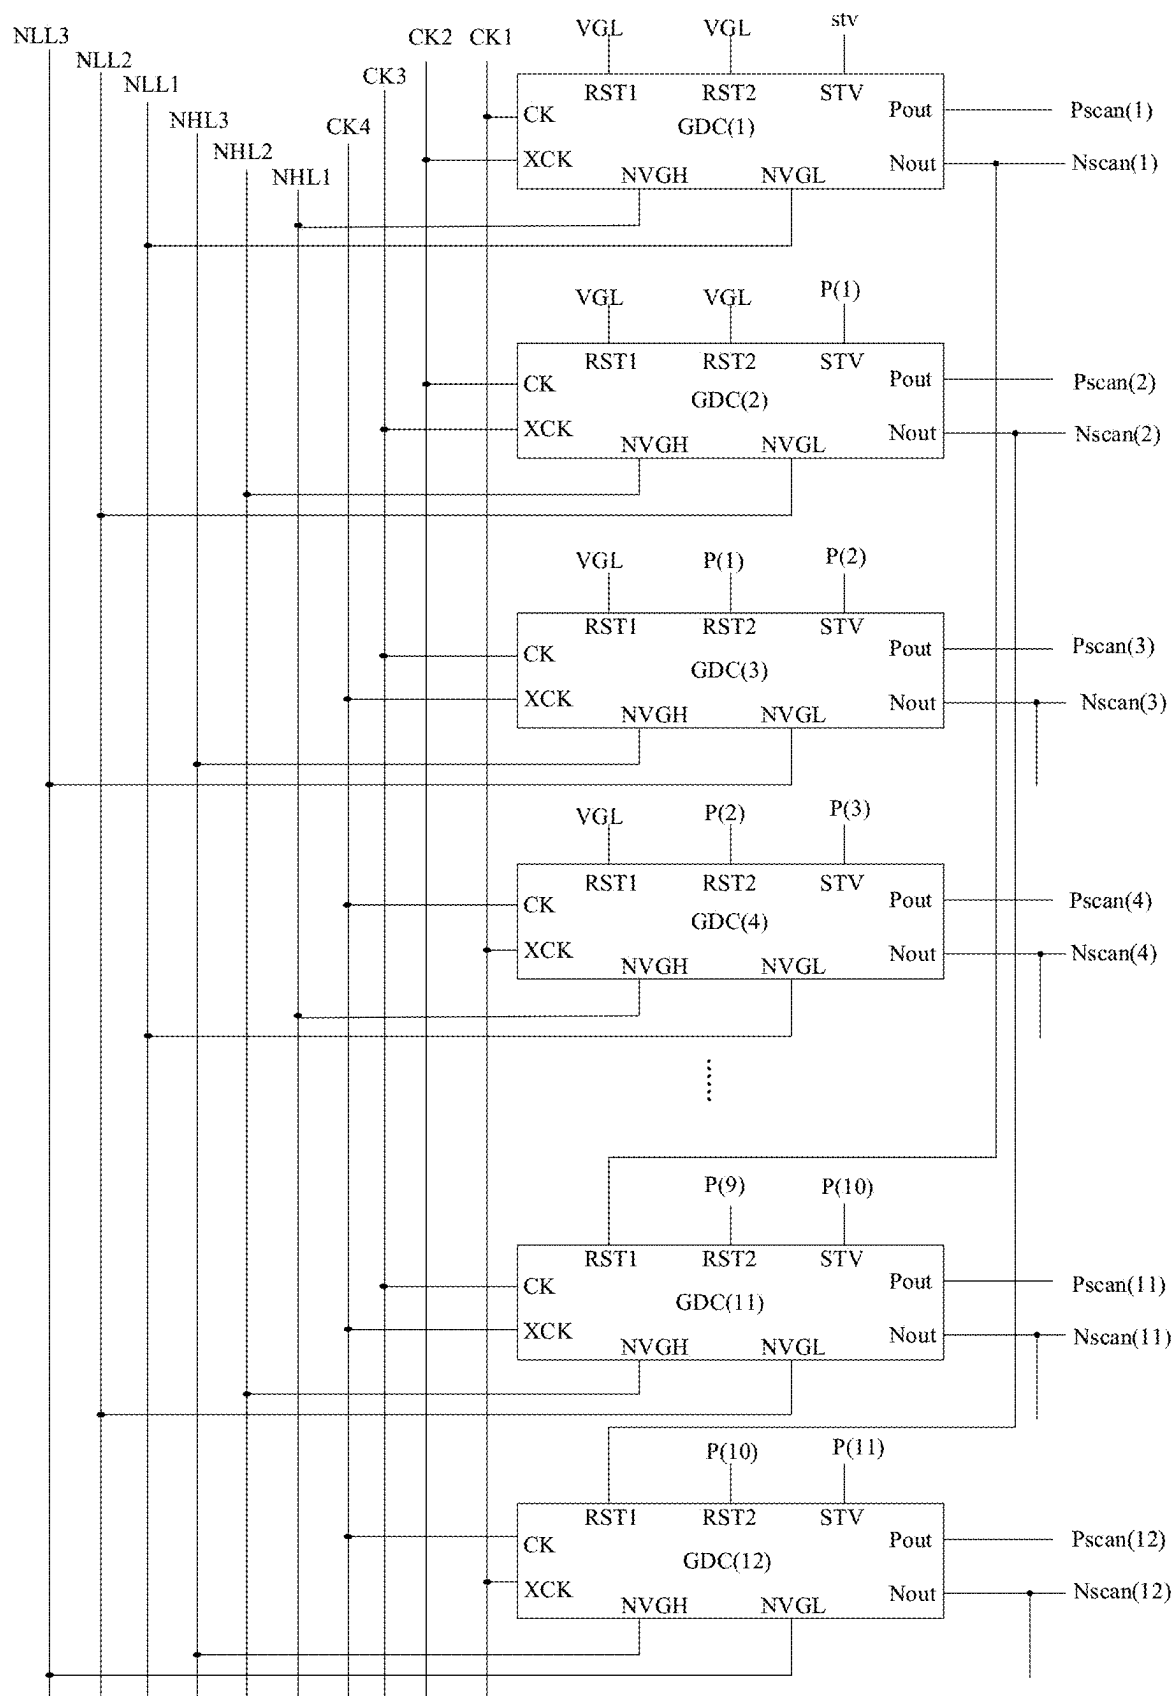 NLL3
NLL2
NLL1
NHL3
NHL2
NHL1
CK4
CK3
CK2
CK1
VGL
VGL
stv
RST1
RST2
STV
CK
GDC(1)
Pout
Pscan(1)
XCK
NVGH
NVGL
Nout
Nscan(1)
VGL
VGL
P(1)
RST1
RST2
STV
CK
GDC(2)
Pout
Pscan(2)
XCK
NVGH
NVGL
Nout
Nscan(2)
VGL
P(1)
P(2)
RST1
RST2
STV
CK
GDC(3)
Pout
Pscan(3)
XCK
NVGH
NVGL
Nout
Nscan(3)
VGL
P(2)
P(3)
RST1
RST2
STV
CK
GDC(4)
Pout
Pscan(4)
XCK
NVGH
NVGL
Nout
Nscan(4)
......
P(9)
P(10)
RST1
RST2
STV
CK
GDC(11)
Pout
Pscan(11)
XCK
NVGH
NVGL
Nout
Nscan(11)
P(10)
P(11)
RST1
RST2
STV
CK
GDC(12)
Pout
Pscan(12)
XCK
NVGH
NVGL
Nout
Nscan(12)